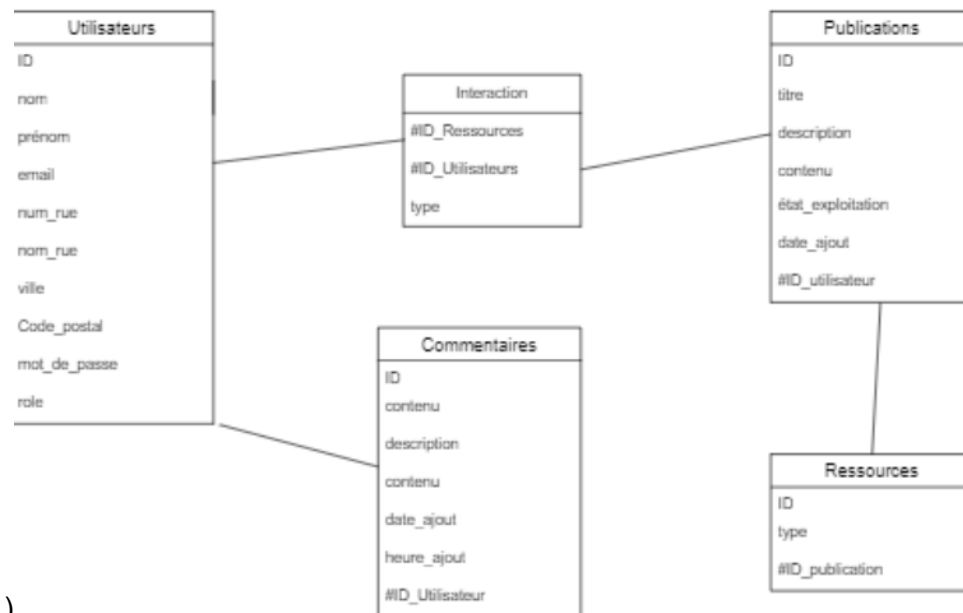 Utilisateurs
ID
nom
prénom
email
num_rue
nom_rue
ville
Code_postal
mot_de_passe
role
Interaction
#ID_Ressources
#ID_Utilisateurs
type
Publications
ID
titre
description
contenu
état_exploitation
date_ajout
#ID_utilisateur
Commentaires
ID
contenu
description
contenu
date_ajout
heure_ajout
#ID_Utilisateur
Ressources
ID
type
#ID_publication
)